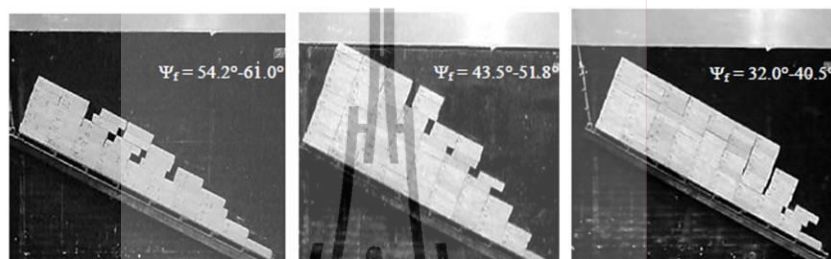 Ψf = 54.2°-61.0°
Ψf = 43.5°-51.8°
Ψf = 32.0°-40.5°